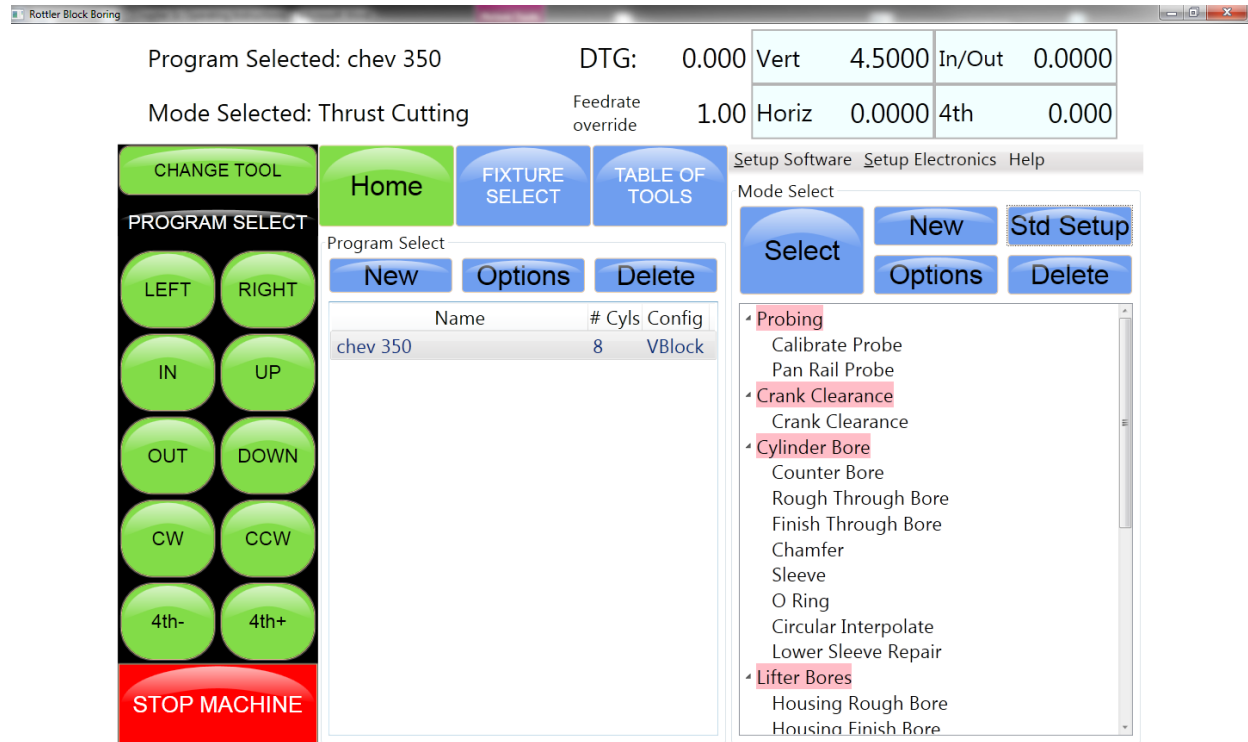 Rottler Block Boring
Program Selected: chev 350
DTG: 0.000
Vert 4.5000
In/Out 0.0000
Mode Selected: Thrust Cutting
Feedrate override 1.00
Horiz 0.0000
4th 0.000
CHANGE TOOL
PROGRAM SELECT
LEFT
RIGHT
IN
UP
OUT
DOWN
CW
CCW
4th-
4th+
STOP MACHINE
Home
FIXTURE
SELECT
TABLE OF
TOOLS
Program Select
New
Options
Delete
Name # Cyls Config
chev 350 8 VBlock
Setup Software Setup Electronics Help
Mode Select
Select
New
Std Setup
Options
Delete
Probing
Calibrate Probe
Pan Rail Probe
Crank Clearance
Crank Clearance
Cylinder Bore
Counter Bore
Rough Through Bore
Finish Through Bore
Chamfer
Sleeve
O Ring
Circular Interpolate
Lower Sleeve Repair
Lifter Bores
Housing Rough Bore
Housing Finish Bore